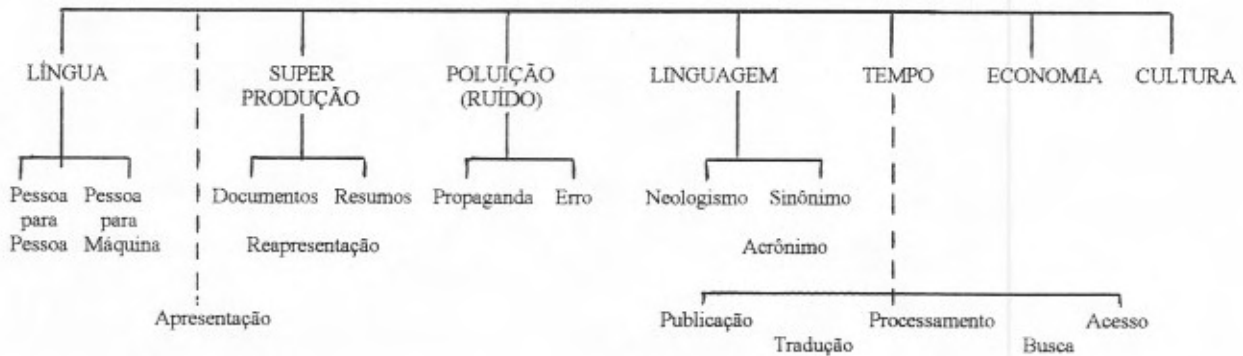 LÍNGUA
SUPER
PRODUÇÃO
POLUIÇÃO
(RUÍDO)
LINGUAGEM
TEMPO
ECONOMIA
CULTURA
Pessoa
para
Pessoa
Pessoa
para
Máquina
Documentos
Resumos
Reapresentação
Propaganda
Erro
Neologismo
Sinônimo
Acrônimo
Apresentação
Publicação
Tradução
Processamento
Busca
Acesso